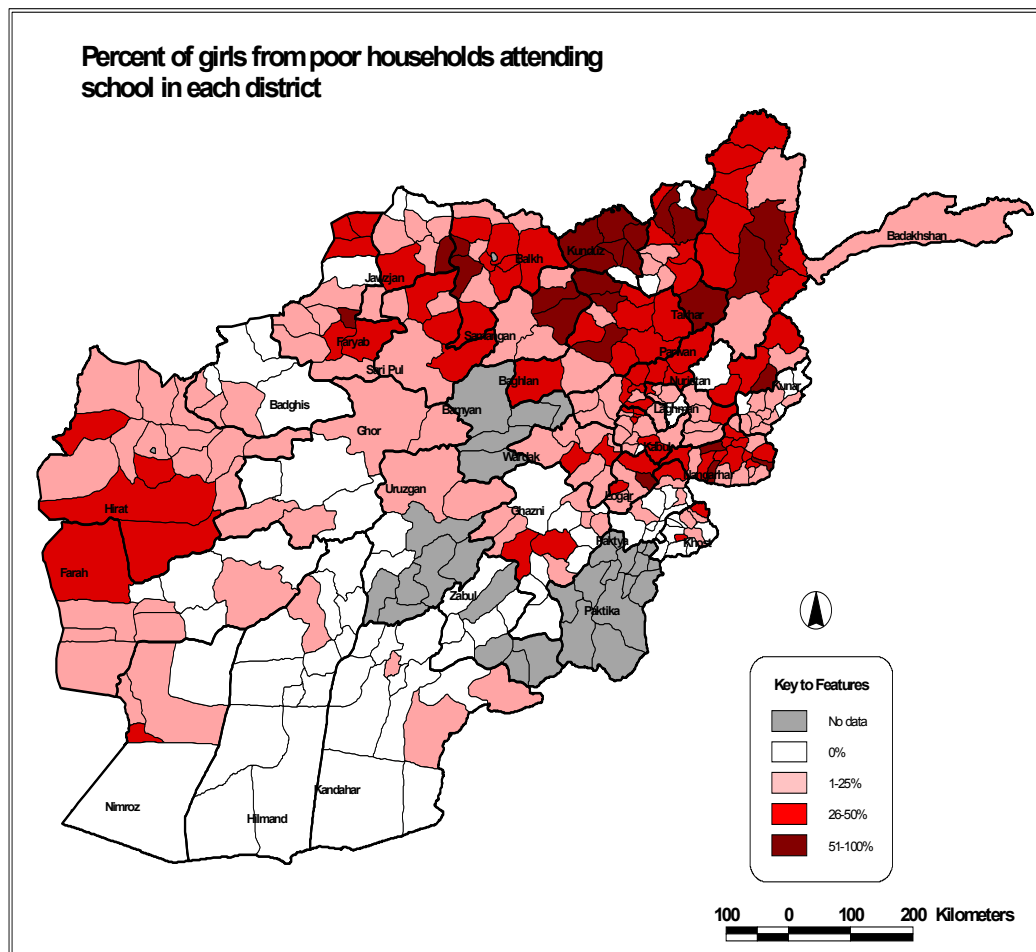 Percent of girls from poor households attending
school in each district
Badakhshan
Kunduz
Balkh
Jawzjan
Takhar
Faryab
Samangan
Parwan
Sari Pul
Baghlan
Nuristan
Kunar
Badghis
Bamyan
Laghman
Ghor
Kabul
Wardak
Nangarhar
Uruzgan
Logar
Hirat
Ghazni
Paktya
Khost
Farah
Zabul
Paktika
Key to Features
No data
0%
1-25%
26-50%
51-100%
Nimroz
Kandahar
Hilmand
100 0 100 200 Kilometers